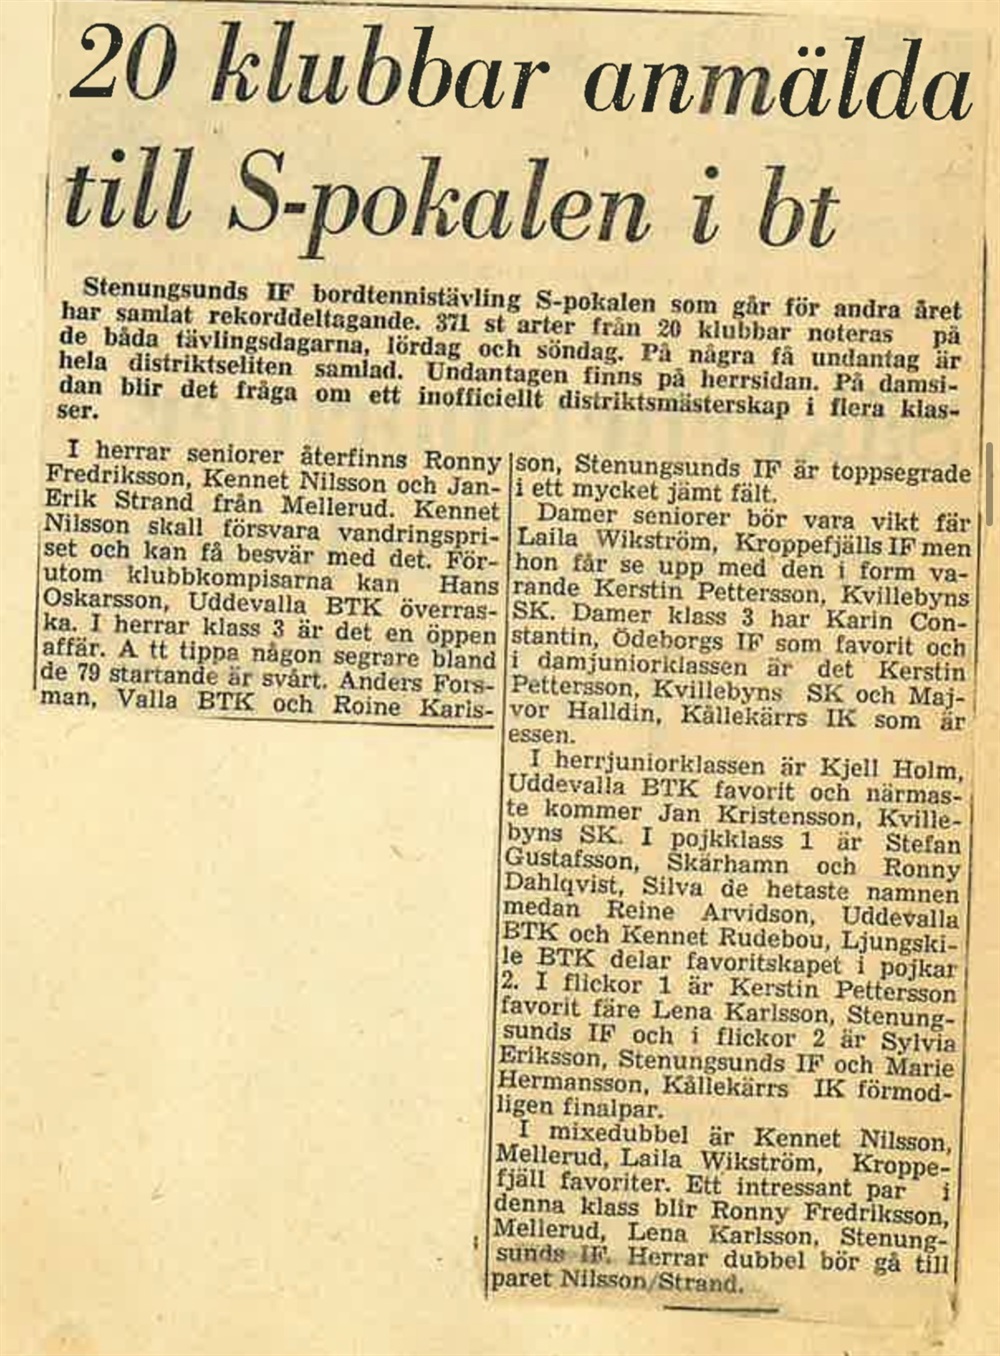 20 klubbar anmälda
till S-pokalen i bt
Stenungsunds IF bordtennistävling S-pokalen som går för andra året
har samlat rekorddeltagande. 371 st arter från 20 klubbar noteras på
de båda tävlingsdagarna, lördag och söndag. På några få undantag är
hela distriktseliten samlad. Undantagen finns på herrsidan. På damsi-
dan blir det fråga om ett inofficiellt distriktsmästerskap i flera klas-
ser.
I herrar seniorer återfinns Ronny
Fredriksson, Kennet Nilsson och Jan-
Erik Strand från Mellerud. Kennet
Nilsson skall försvara vandringspri-
set och kan få besvär med det. För-
utom klubbkompisarna kan Hans
Oskarsson, Uddevalla BTK överras-
ka. I herrar klass 3 är det en öppen
affär. A tt tippa någon segrare bland
de 79 startande är svårt. Anders Fors-
man, Valla BTK och Roine Karls-
son, Stenungsunds IF är toppsegrade
i ett mycket jämt fält.
Damer seniorer bör vara vikt fär
Laila Wikström, Kroppefjälls IF men
hon får se upp med den i form va-
rande Kerstin Pettersson, Kvillebyns
SK. Damer klass 3 har Karin Con-
stantin, Ödeborgs IF som favorit och
i damjuniorklassen är det Kerstin
Pettersson, Kvillebyns SK och Maj-
vor Halldin, Kållekärrs IK som är
essen.
I herrjuniorklassen är Kjell Holm,
Uddevalla BTK favorit och närmas-
te kommer Jan Kristensson, Kville-
byns SK. I pojkklass 1 är Stefan
Gustafsson, Skärhamn och Ronny
Dahlqvist, Silva de hetaste namnen
medan Reine Arvidson, Uddevalla
BTK och Kennet Rudebou, Ljungski-
le BTK delar favoritskapet i pojkar
2. I flickor 1 är Kerstin Pettersson
favorit färe Lena Karlsson, Stenung-
sunds IF och i flickor 2 är Sylvia
Eriksson, Stenungsunds IF och Marie
Hermansson, Kållekärrs IK förmod-
ligen finalpar.
I mixedubbel är Kennet Nilsson,
Mellerud, Laila Wikström, Kroppe-
fjäll favoriter. Ett intressant par i
denna klass blir Ronny Fredriksson,
Mellerud, Lena Karlsson, Stenung-
sunds IF. Herrar dubbel bör gå till
paret Nilsson/Strand.